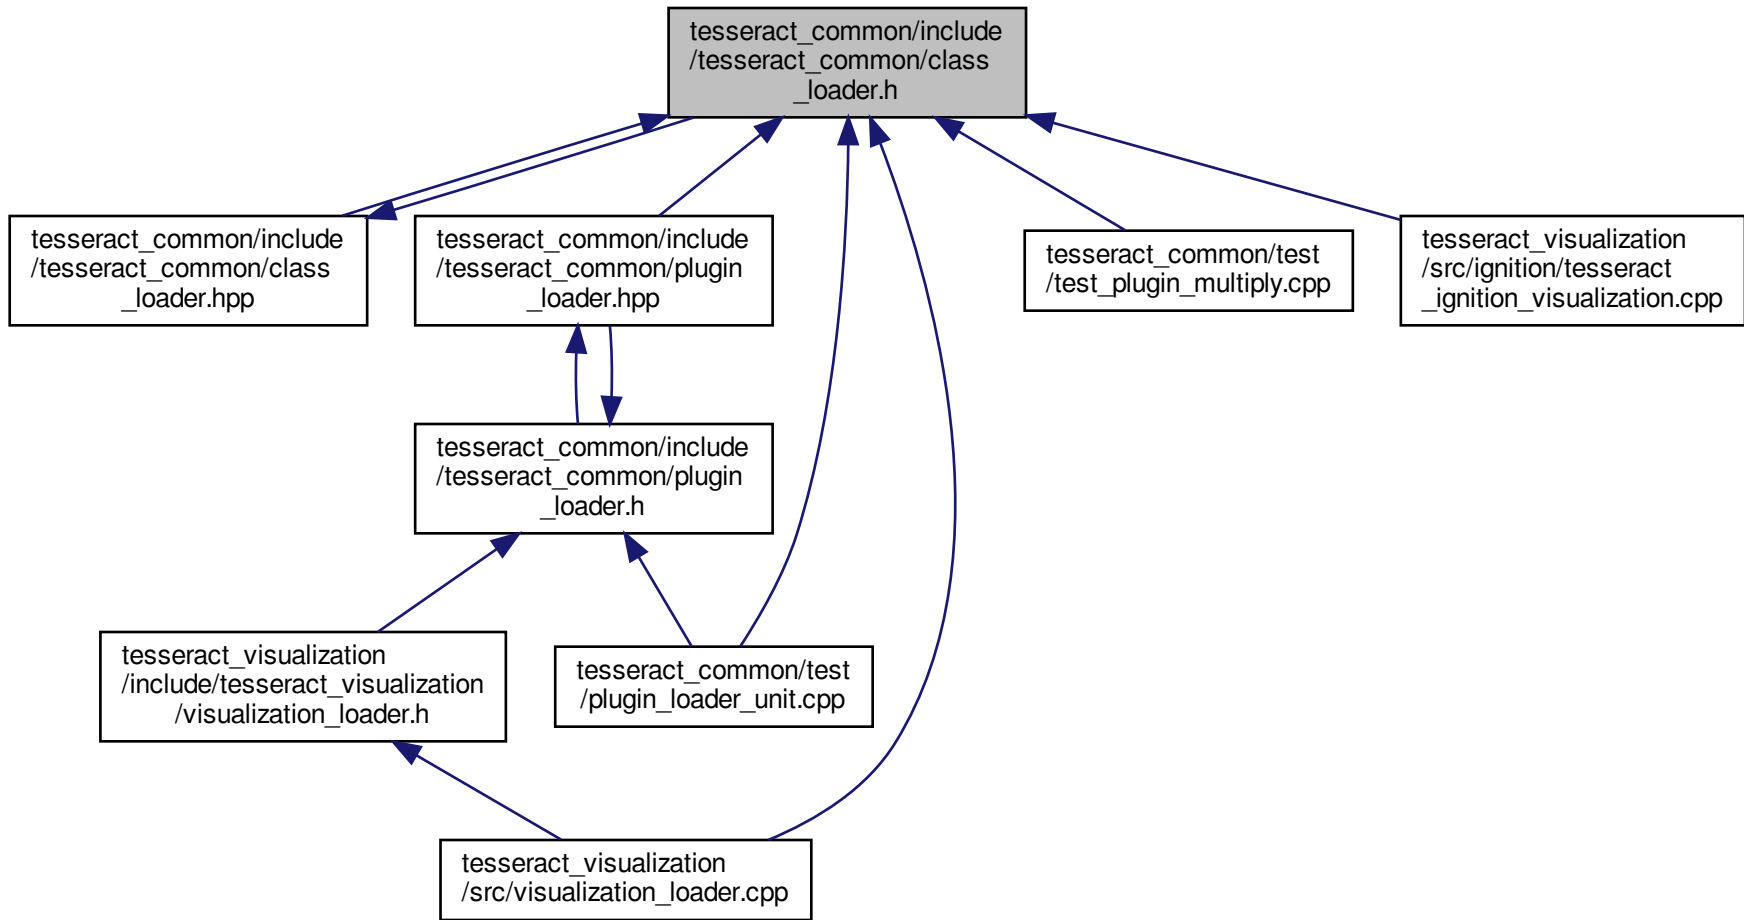 tesseract_common/include
/tesseract_common/class
_loader.h
tesseract_common/include
/tesseract_common/class
_loader.hpp
tesseract_common/include
/tesseract_common/plugin
_loader.hpp
tesseract_common/test
/test_plugin_multiply.cpp
tesseract_visualization
/src/ignition/tesseract
_ignition_visualization.cpp
tesseract_common/include
/tesseract_common/plugin
_loader.h
tesseract_visualization
/include/tesseract_visualization
/visualization_loader.h
tesseract_common/test
/plugin_loader_unit.cpp
tesseract_visualization
/src/visualization_loader.cpp